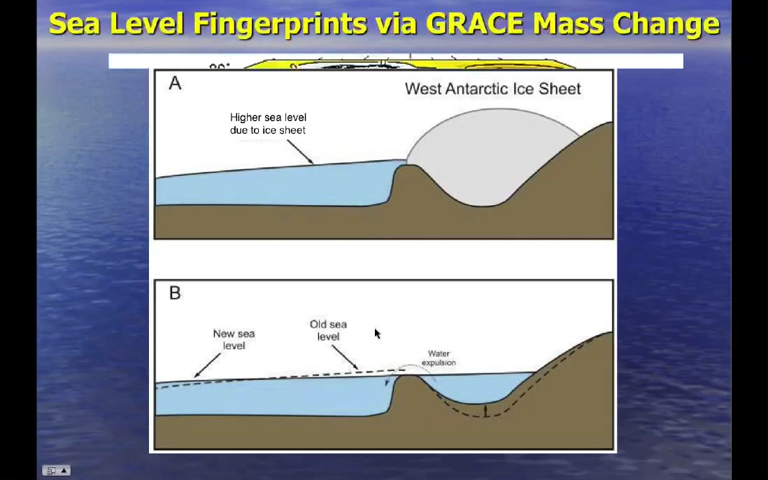 Sea Level Fingerprints via GRACE Mass Change
A
West Antarctic Ice Sheet
Higher sea level
due to ice sheet
B
New sea
level
Old sea
level
Water
expulsion